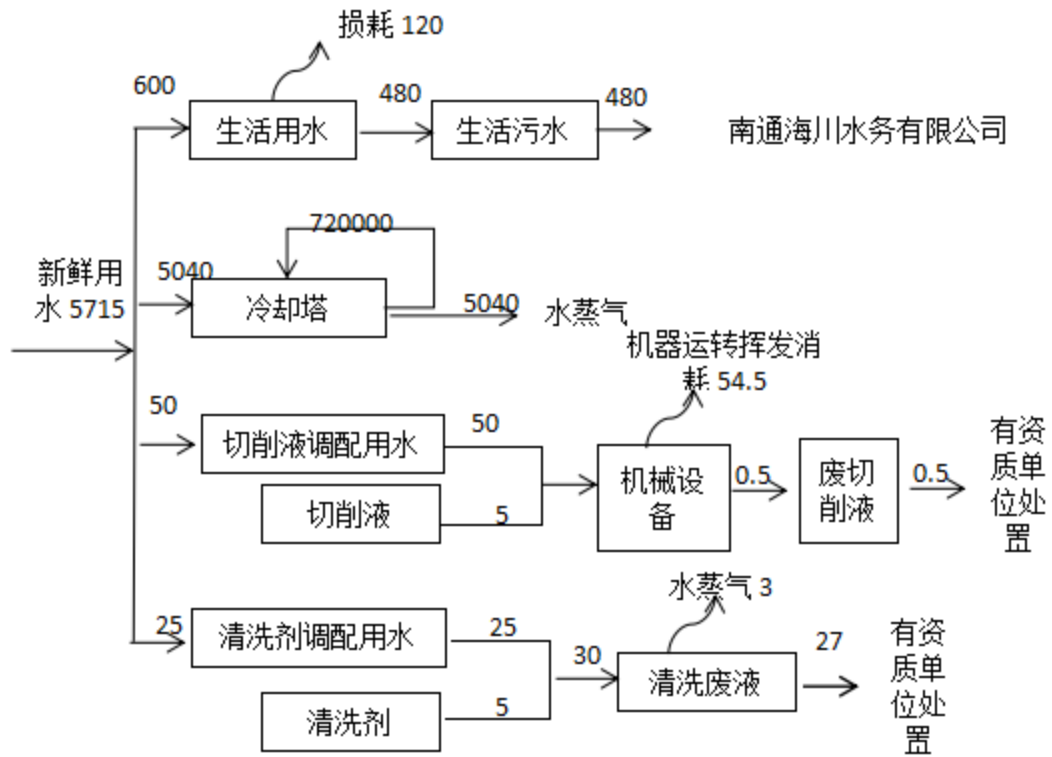 损耗 120
600
480
480
生活用水
生活污水
南通海川水务有限公司
720000
新鲜用
水 5715
5040
冷却塔
5040
水蒸气
机器运转挥发消
耗 54.5
50
切削液调配用水
50
切削液
5
机械设
备
0.5
废切
削液
0.5
有资
质单
位处
置
水蒸气 3
25
清洗剂调配用水
25
清洗剂
5
30
清洗废液
27
有资
质单
位处
置